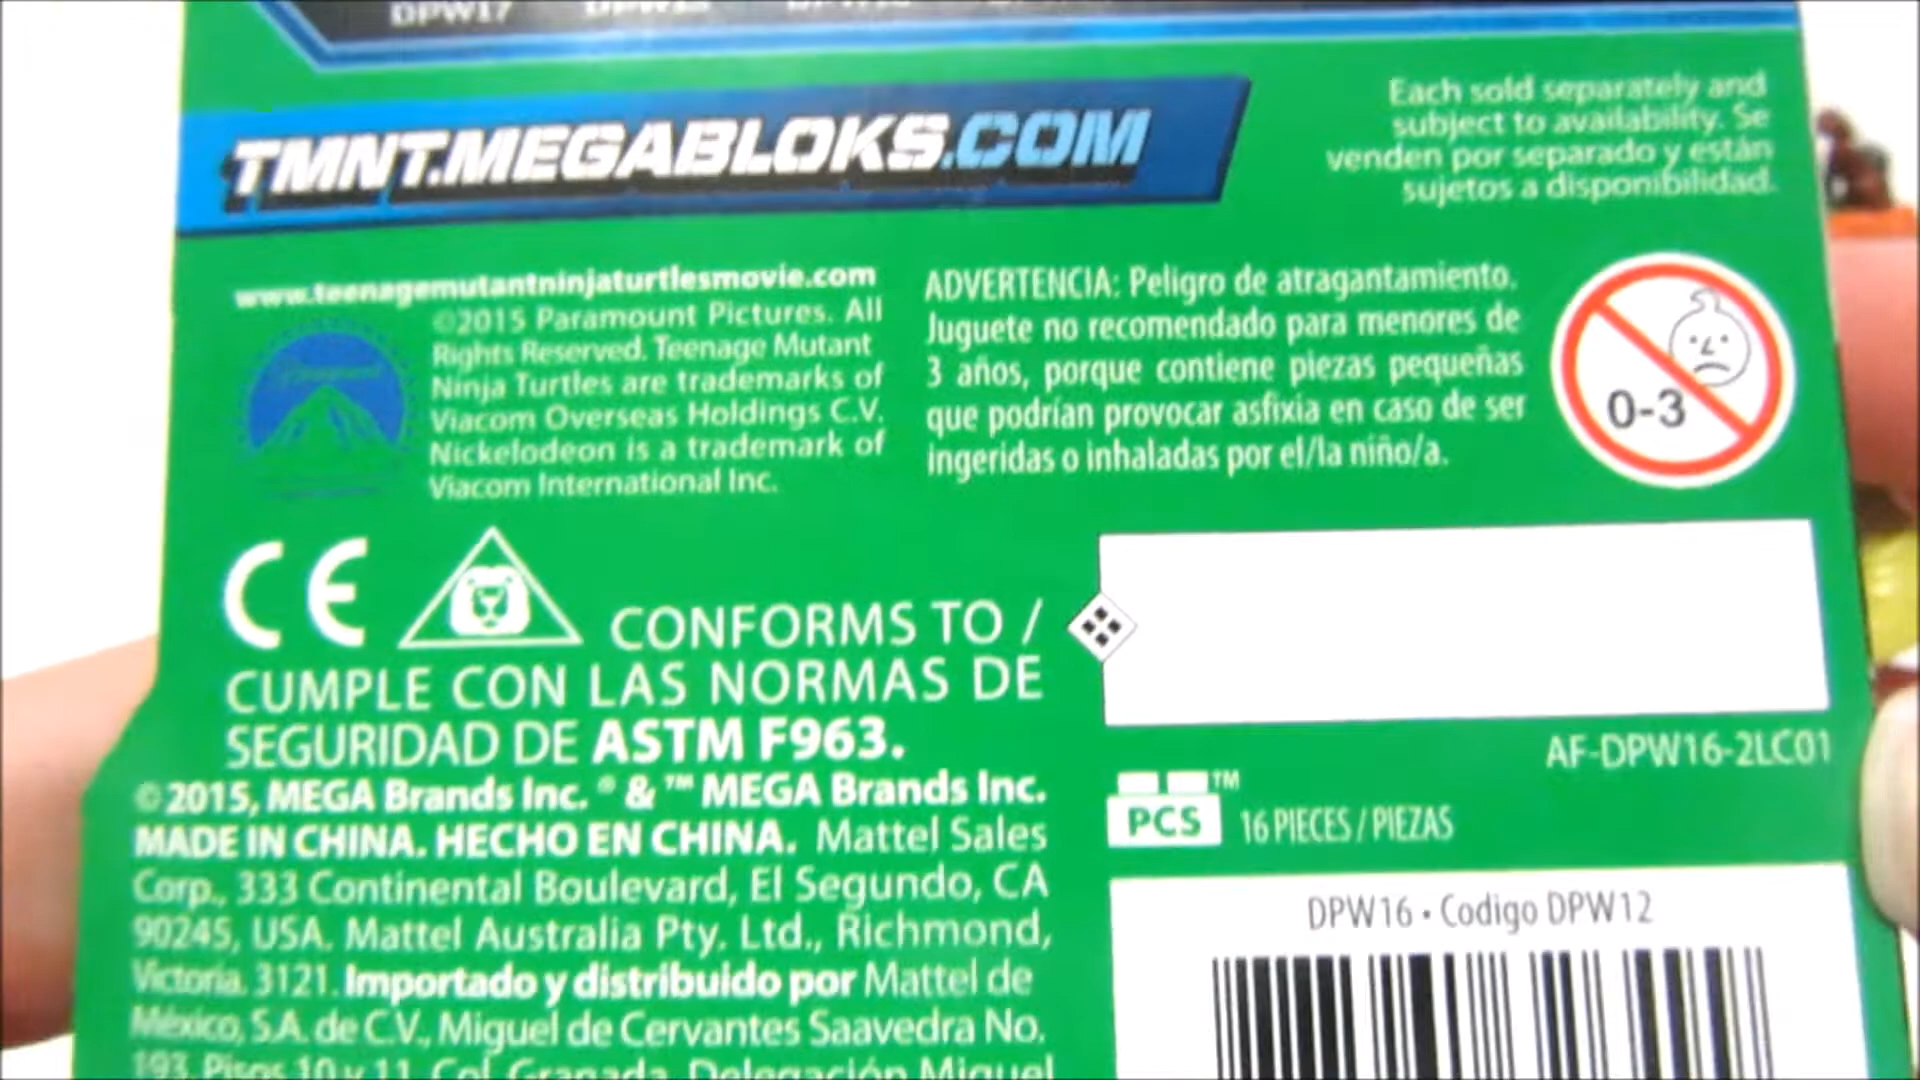 DPW17
TMNT.MEGABLOKS.COM
Each sold separately and
subject to availability. Se
venden por separado y están
sujetos a disponibilidad.
www.teenagemutantninjaturtlesmovie.com
©2015 Paramount Pictures. All
Rights Reserved. Teenage Mutant
Ninja Turtles are trademarks of
Viacom Overseas Holdings C.V.
Nickelodeon is a trademark of
Viacom International Inc.
Paramount
ADVERTENCIA: Peligro de atragantamiento.
Juguete no recomendado para menores de
3 años, porque contiene piezas pequeñas
que podrían provocar asfixia en caso de ser
ingeridas o inhaladas por el/la niño/a.
0-3
CE
CONFORMS TO /
CUMPLE CON LAS NORMAS DE
SEGURIDAD DE ASTM F963.
©2015, MEGA Brands Inc. ® & ™ MEGA Brands Inc.
MADE IN CHINA. HECHO EN CHINA. Mattel Sales
Corp., 333 Continental Boulevard, El Segundo, CA
90245, USA. Mattel Australia Pty. Ltd., Richmond,
Victoria. 3121. Importado y distribuido por Mattel de
México, S.A. de C.V., Miguel de Cervantes Saavedra No.
193, Pisos 10 y 11, Col. Granada, Delegación Miguel
AF-DPW16-2LC01
PCS™ 16 PIECES / PIEZAS
DPW16 • Codigo DPW12